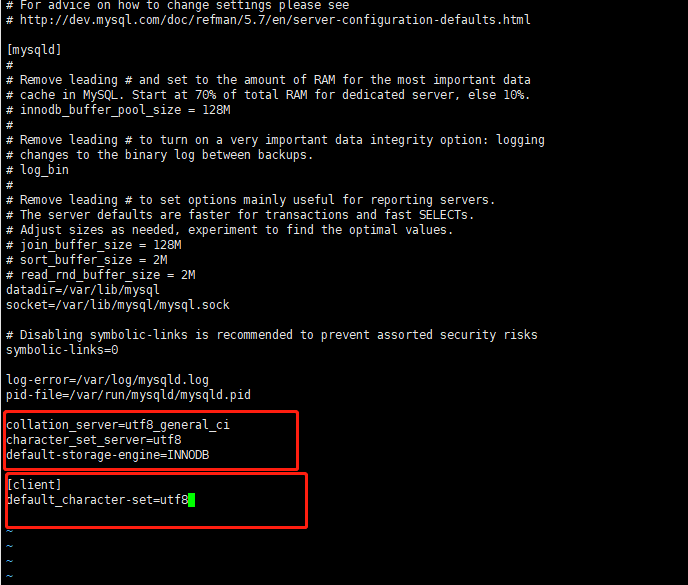 # For advice on how to change settings please see
# http://dev.mysql.com/doc/refman/5.7/en/server-configuration-defaults.html
[mysqld]
#
# Remove leading # and set to the amount of RAM for the most important data
# cache in MySQL. Start at 70% of total RAM for dedicated server, else 10%.
# innodb_buffer_pool_size = 128M
#
# Remove leading # to turn on a very important data integrity option: logging
# changes to the binary log between backups.
# log_bin
#
# Remove leading # to set options mainly useful for reporting servers.
# The server defaults are faster for transactions and fast SELECTs.
# Adjust sizes as needed, experiment to find the optimal values.
# join_buffer_size = 128M
# sort_buffer_size = 2M
# read_rnd_buffer_size = 2M
datadir=/var/lib/mysql
socket=/var/lib/mysql/mysql.sock
# Disabling symbolic-links is recommended to prevent assorted security risks
symbolic-links=0
log-error=/var/log/mysqld.log
pid-file=/var/run/mysqld/mysqld.pid
collation_server=utf8_general_ci
character_set_server=utf8
default-storage-engine=INNODB
[client]
default_character-set=utf8
~
~
~
~